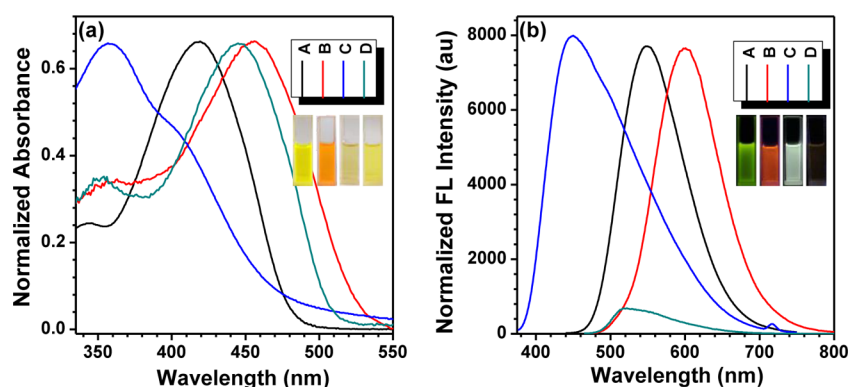 (a)
A
B
C
D
0.6
0.4
0.2
0.0
Normalized Absorbance
350 400 450 500 550
Wavelength (nm)
(b)
A
B
C
D
8000
6000
4000
2000
0
Normalized FL Intensity (au)
400 500 600 700 800
Wavelength (nm)